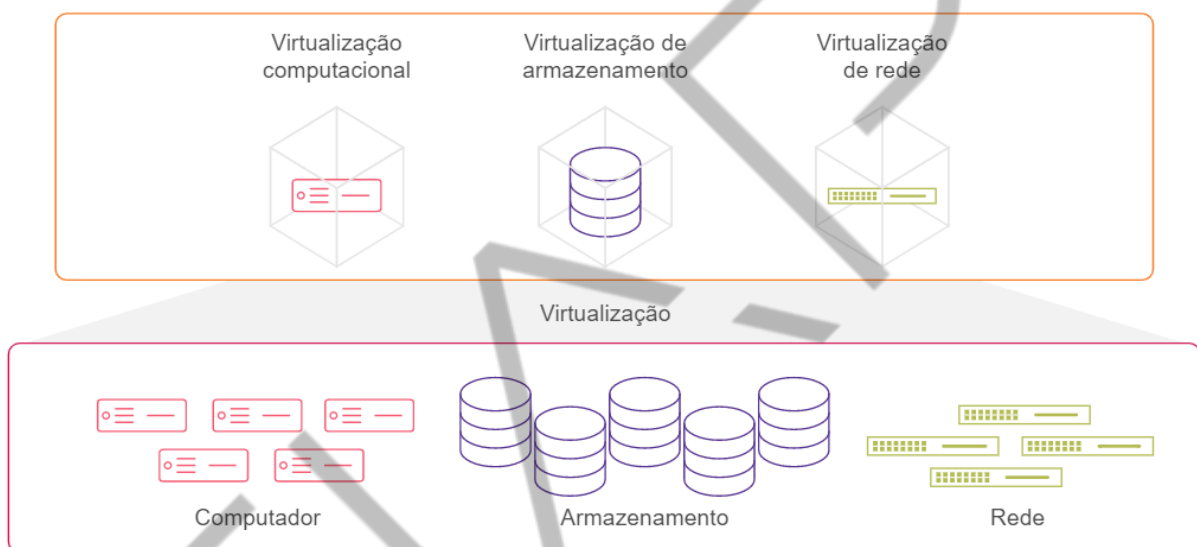 Virtualização
computacional
Virtualização de
armazenamento
Virtualização
de rede
Virtualização
Computador
Armazenamento
Rede